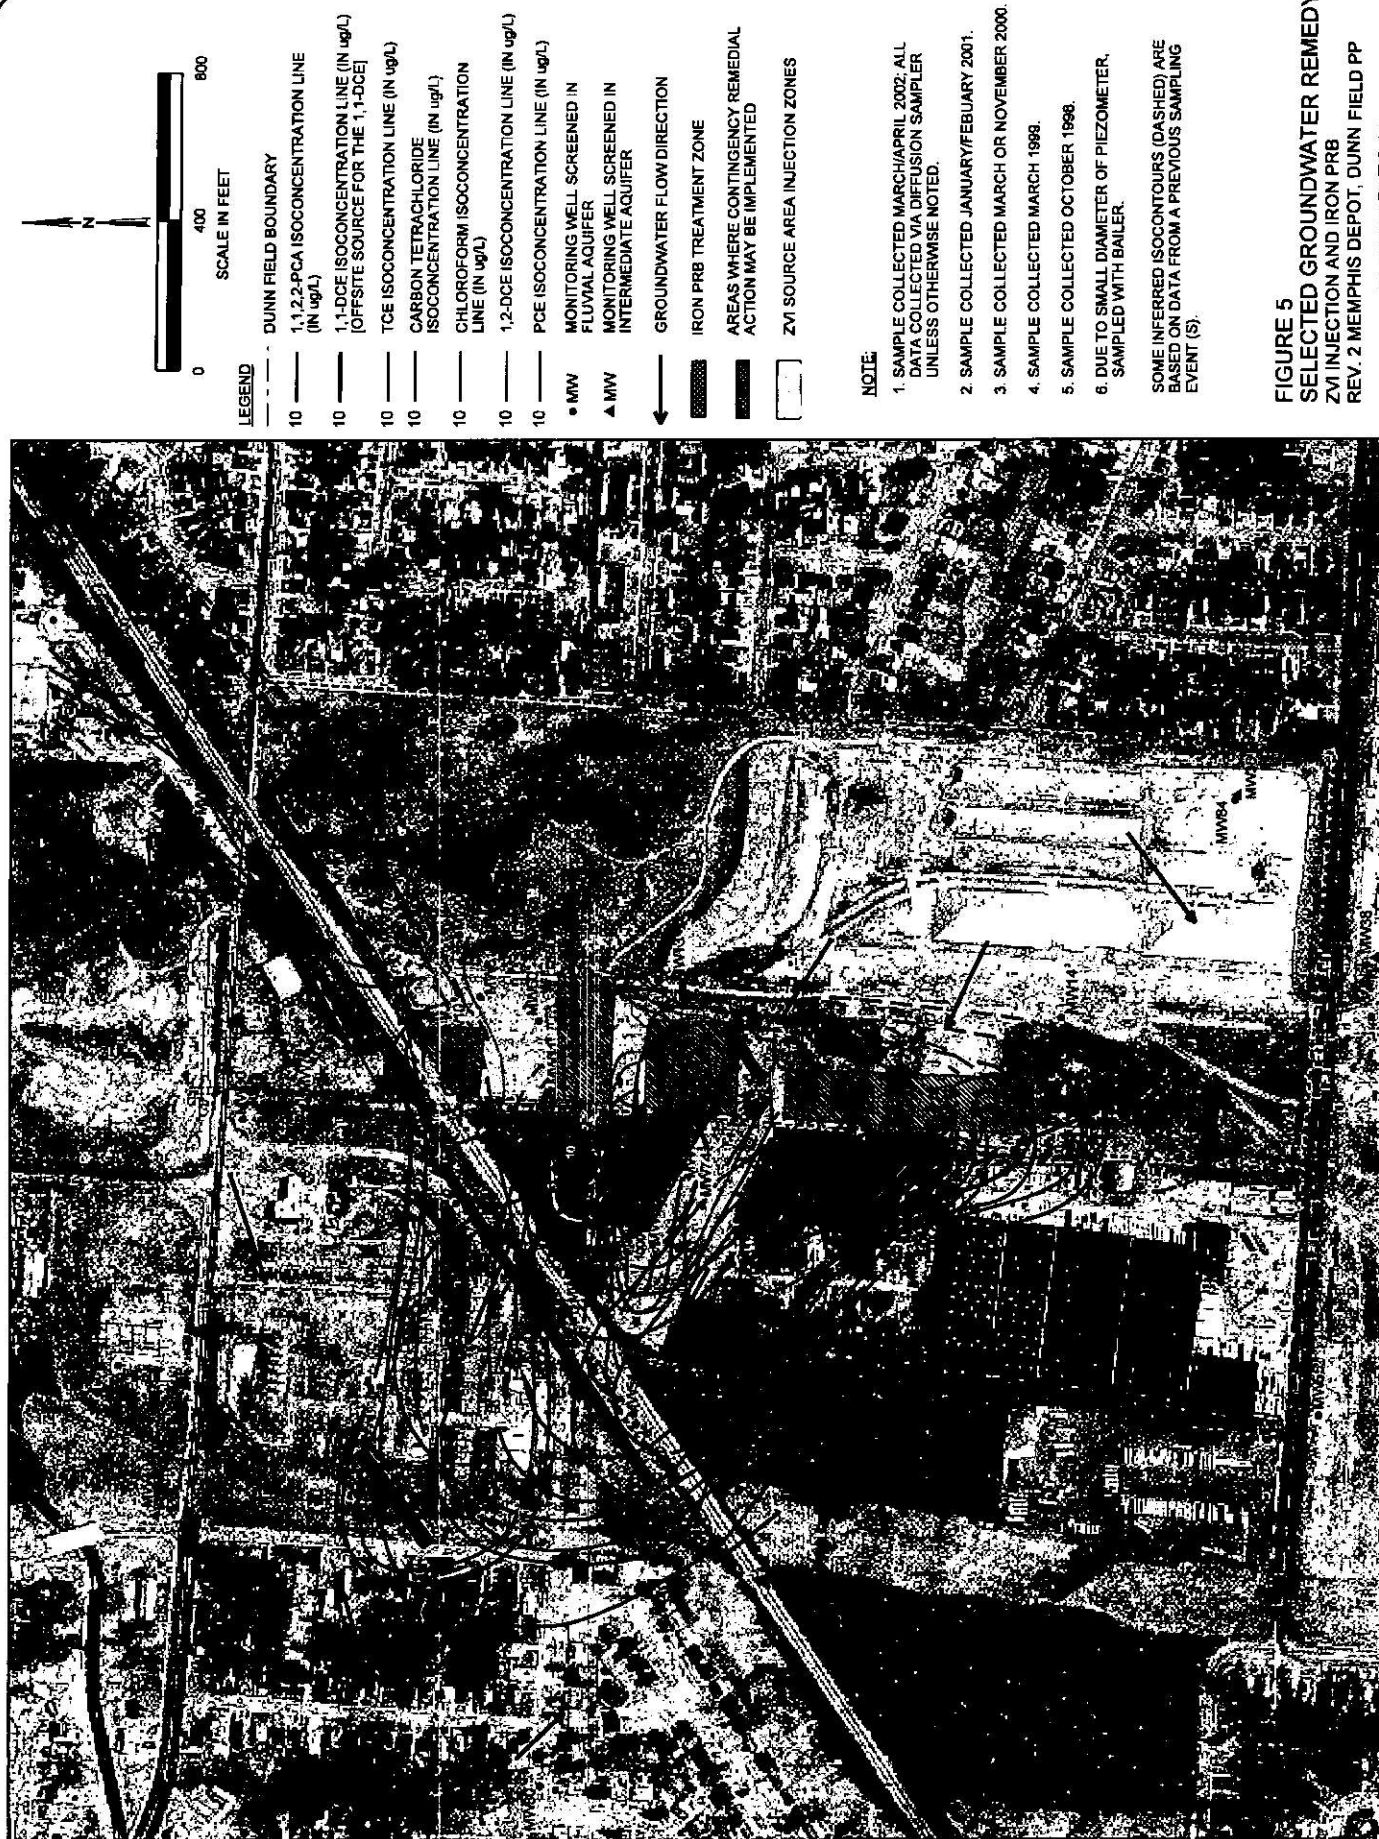 N
0 400 800
SCALE IN FEET
LEGEND
DUNN FIELD BOUNDARY
10 1,1,2,2-PCA ISOCONCENTRATION LINE
(IN ug/L)
10 1,1-DCE ISOCONCENTRATION LINE (IN ug/L)
[OFFSITE SOURCE FOR THE 1,1-DCE]
10 TCE ISOCONCENTRATION LINE (IN ug/L)
10 CARBON TETRACHLORIDE
ISOCONCENTRATION LINE (IN ug/L)
10 CHLOROFORM ISOCONCENTRATION
LINE (IN ug/L)
10 1,2-DCE ISOCONCENTRATION LINE (IN ug/L)
10 PCE ISOCONCENTRATION LINE (IN ug/L)
MW MONITORING WELL SCREENED IN
FLUVIAL AQUIFER
MW MONITORING WELL SCREENED IN
INTERMEDIATE AQUIFER
GROUNDWATER FLOW DIRECTION
IRON PRB TREATMENT ZONE
AREAS WHERE CONTINGENCY REMEDIAL
ACTION MAY BE IMPLEMENTED
ZVI SOURCE AREA INJECTION ZONES
NOTE:
1. SAMPLE COLLECTED MARCH/APRIL 2002; ALL
DATA COLLECTED VIA DIFFUSION SAMPLER
UNLESS OTHERWISE NOTED.
2. SAMPLE COLLECTED JANUARY/FEBUARY 2001.
3. SAMPLE COLLECTED MARCH OR NOVEMBER 2000.
4. SAMPLE COLLECTED MARCH 1999.
5. SAMPLE COLLECTED OCTOBER 1998.
6. DUE TO SMALL DIAMETER OF PIEZOMETER,
SAMPLED WITH BAILER.
SOME INFERRED ISOCONTOURS (DASHED) ARE
BASED ON DATA FROM A PREVIOUS SAMPLING
EVENT (S).
FIGURE 5
SELECTED GROUNDWATER REMEDY
ZVI INJECTION AND IRON PRB
REV. 2 MEMPHIS DEPOT, DUNN FIELD PP
10
MW14
MW84
MW38